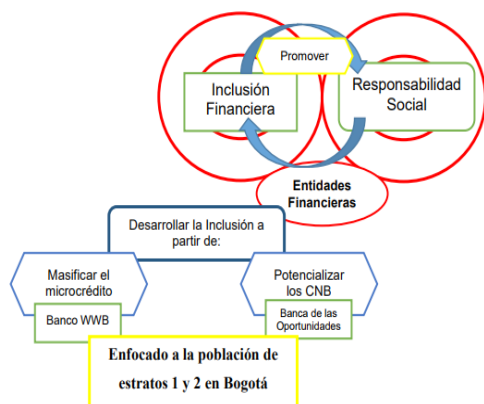 Promover
Inclusión
Financiera
Responsabilidad
Social
Entidades
Financieras
Desarrollar la Inclusión a
partir de:
Masificar el
microcrédito
Potencializar
los CNB
Banco WWB
Banca de las
Oportunidades
Enfocado a la población de
estratos 1 y 2 en Bogotá